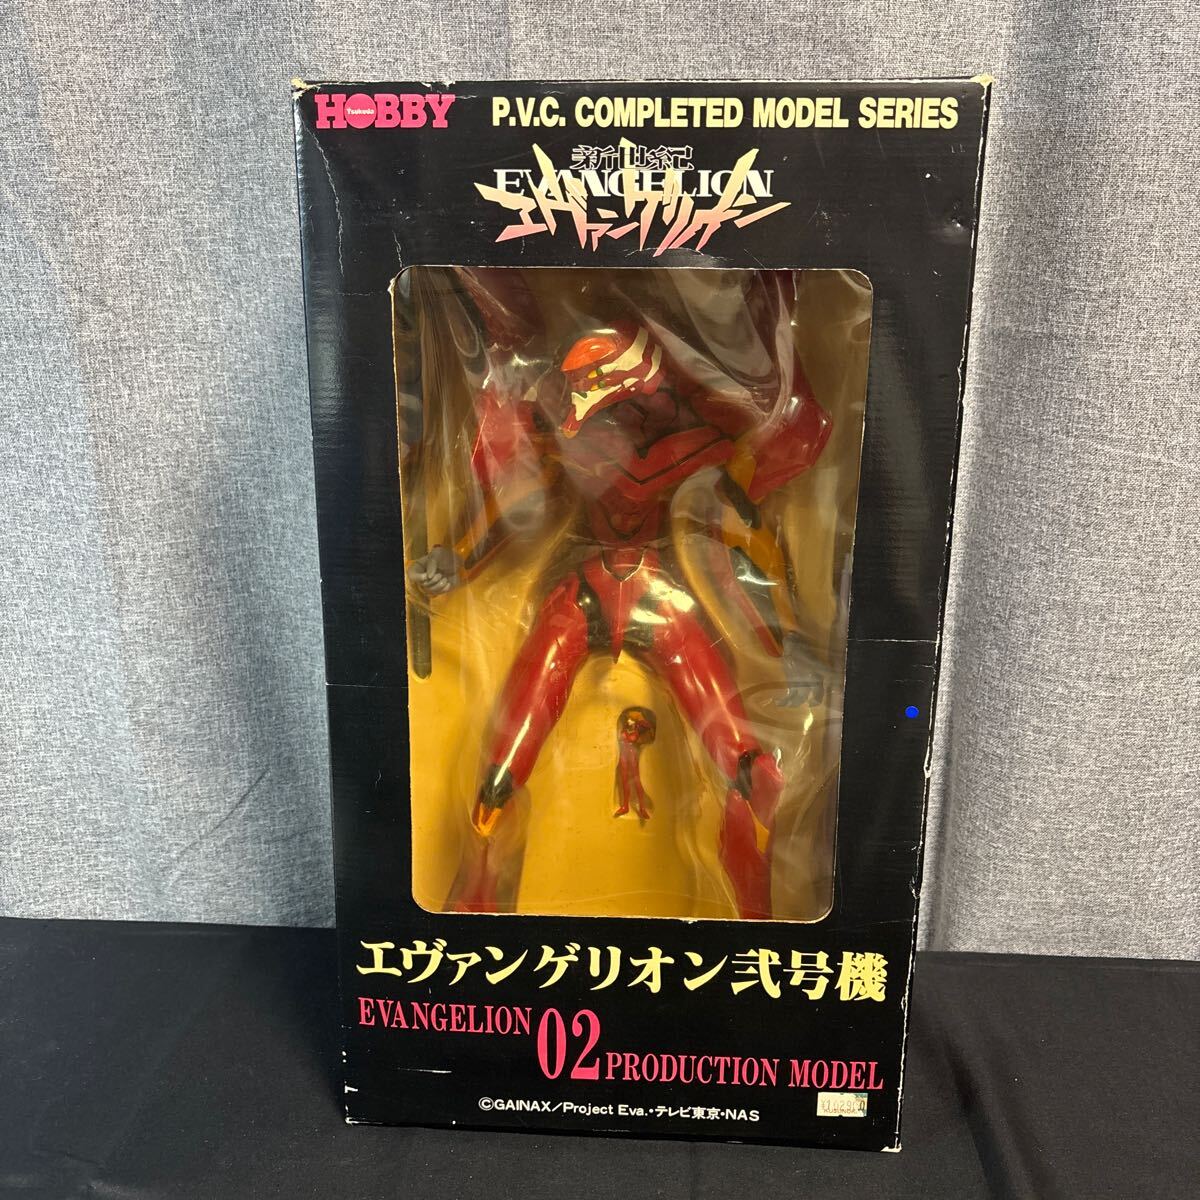 HOBBY
Tsukuda
P.V.C. COMPLETED MODEL SERIES
新世紀
EVANGELION
エヴァンゲリオン
エヴァンゲリオン弐号機
EVANGELION 02 PRODUCTION MODEL
©GAINAX/Project Eva.・テレビ東京・NAS